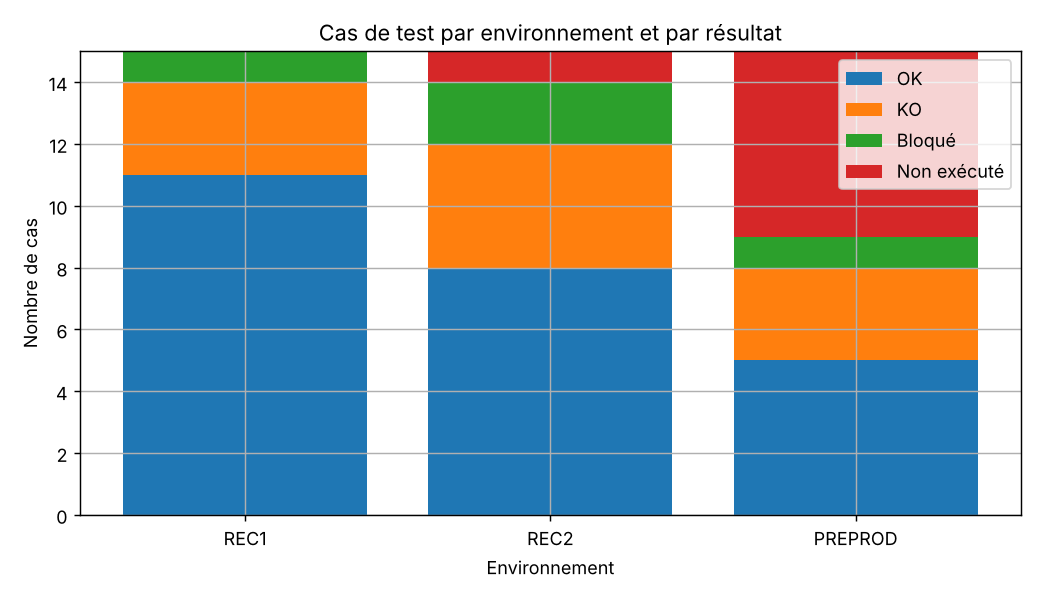 Cas de test par environnement et par résultat
OK
KO
Bloqué
Non exécuté
Nombre de cas
14
12
10
8
6
4
2
0
REC1
REC2
PREPROD
Environnement